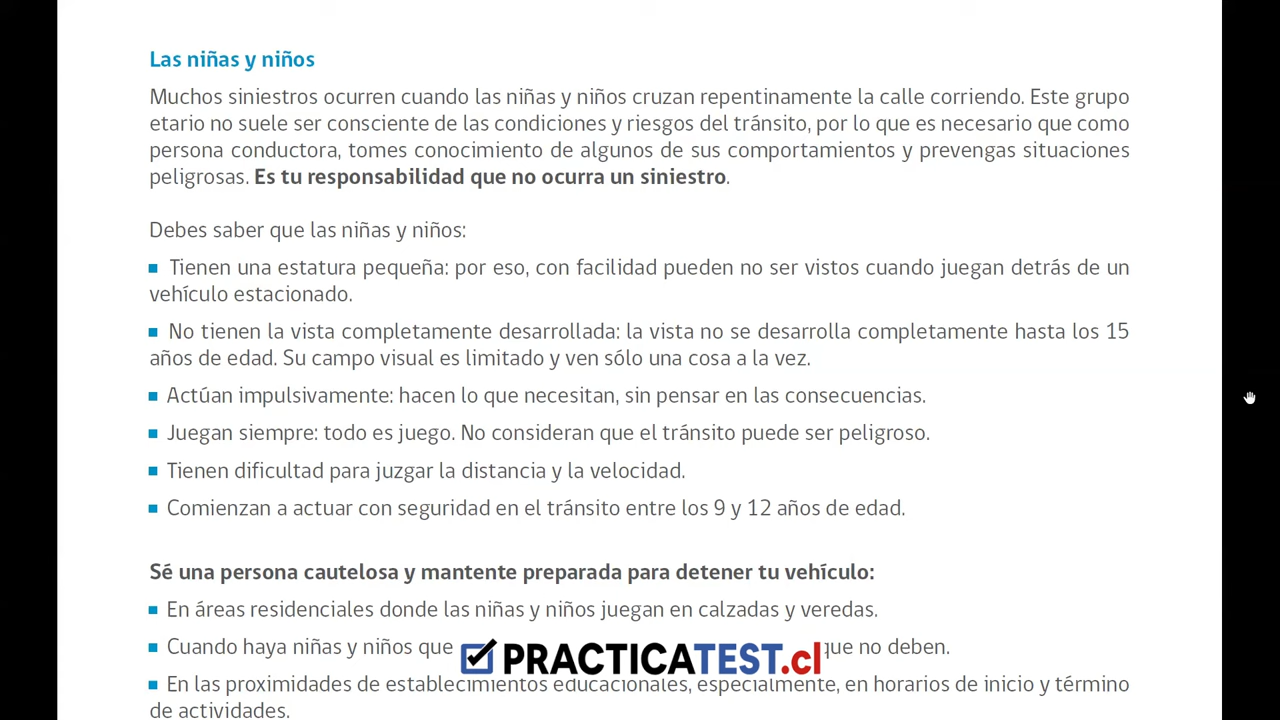 Las niñas y niños
Muchos siniestros ocurren cuando las niñas y niños cruzan repentinamente la calle corriendo. Este grupo
etario no suele ser consciente de las condiciones y riesgos del tránsito, por lo que es necesario que como
persona conductora, tomes conocimiento de algunos de sus comportamientos y prevengas situaciones
peligrosas. Es tu responsabilidad que no ocurra un siniestro.
Debes saber que las niñas y niños:
Tienen una estatura pequeña: por eso, con facilidad pueden no ser vistos cuando juegan detrás de un
vehículo estacionado.
No tienen la vista completamente desarrollada: la vista no se desarrolla completamente hasta los 15
años de edad. Su campo visual es limitado y ven sólo una cosa a la vez.
Actúan impulsivamente: hacen lo que necesitan, sin pensar en las consecuencias.
Juegan siempre: todo es juego. No consideran que el tránsito puede ser peligroso.
Tienen dificultad para juzgar la distancia y la velocidad.
Comienzan a actuar con seguridad en el tránsito entre los 9 y 12 años de edad.
Sé una persona cautelosa y mantente preparada para detener tu vehículo:
En áreas residenciales donde las niñas y niños juegan en calzadas y veredas.
Cuando haya niñas y niños que que no deben.
PRACTICATEST.cl
En las proximidades de establecimientos educacionales, especialmente, en horarios de inicio y término
de actividades.